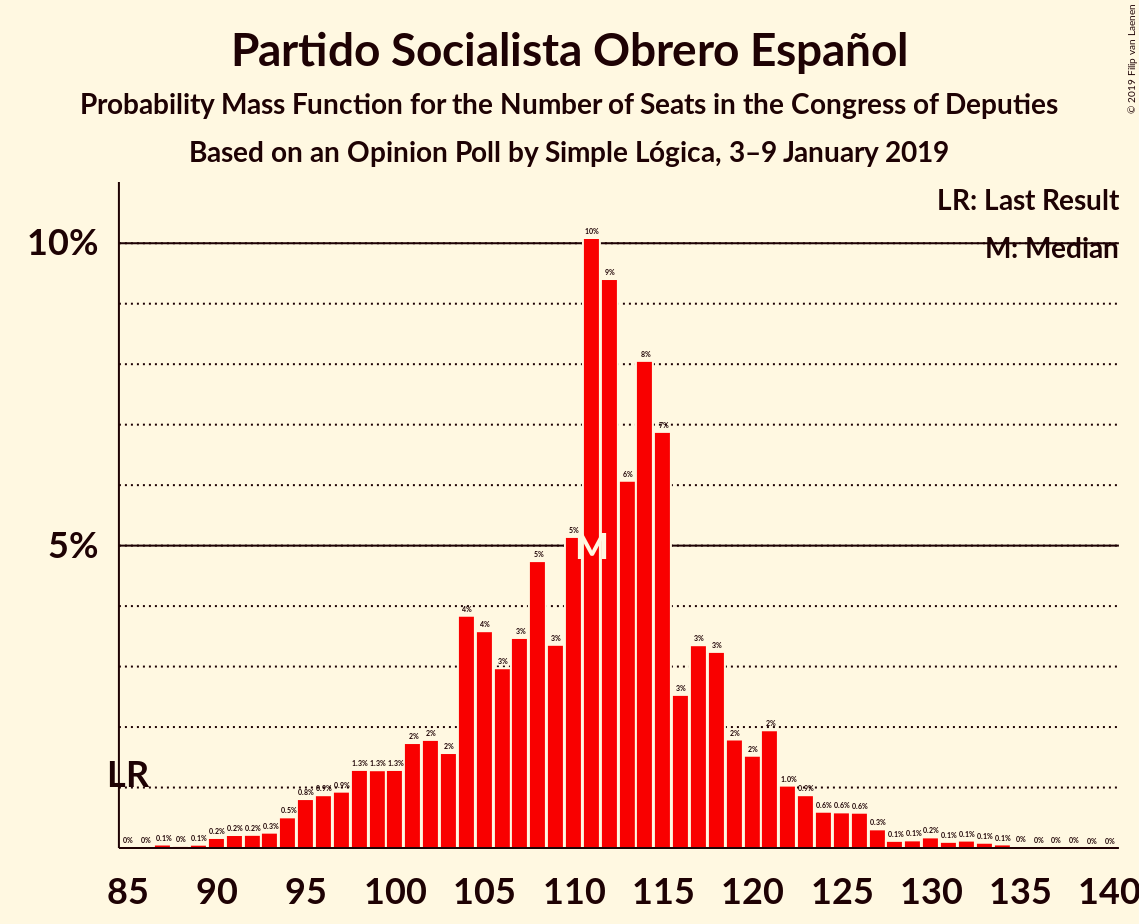 Partido Socialista Obrero Español
Probability Mass Function for the Number of Seats in the Congress of Deputies
Based on an Opinion Poll by Simple Lógica, 3–9 January 2019
© 2019 Filip van Laenen
LR: Last Result
M: Median
10%
5%
LR
M
0% 0% 0.1% 0% 0.1% 0.2% 0.2% 0.2% 0.3% 0.5% 0.8% 0.9% 0.9% 1.3% 1.3% 1.3% 2% 2% 2% 4% 4% 3% 3% 5% 3% 5% 10% 9% 6% 8% 7% 3% 3% 3% 2% 2% 2% 1.0% 0.9% 0.6% 0.6% 0.6% 0.3% 0.1% 0.1% 0.2% 0.1% 0.1% 0.1% 0.1% 0% 0% 0% 0% 0% 0%
85 90 95 100 105 110 115 120 125 130 135 140